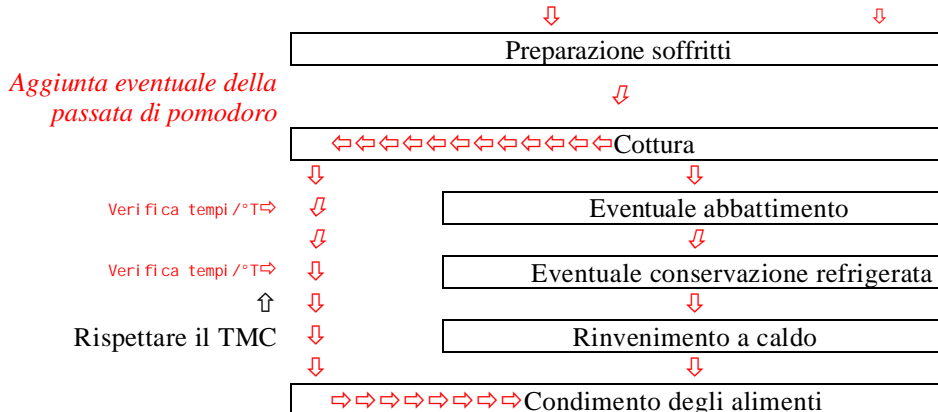 Preparazione soffritti
Aggiunta eventuale della
passata di pomodoro
⇦⇦⇦⇦⇦⇦⇦⇦⇦⇦⇦⇦Cottura
Verifica tempi/°T⇨
Eventuale abbattimento
Verifica tempi/°T⇨
Eventuale conservazione refrigerata
Rispettare il TMC
Rinvenimento a caldo
⇨⇨⇨⇨⇨⇨⇨⇨Condimento degli alimenti